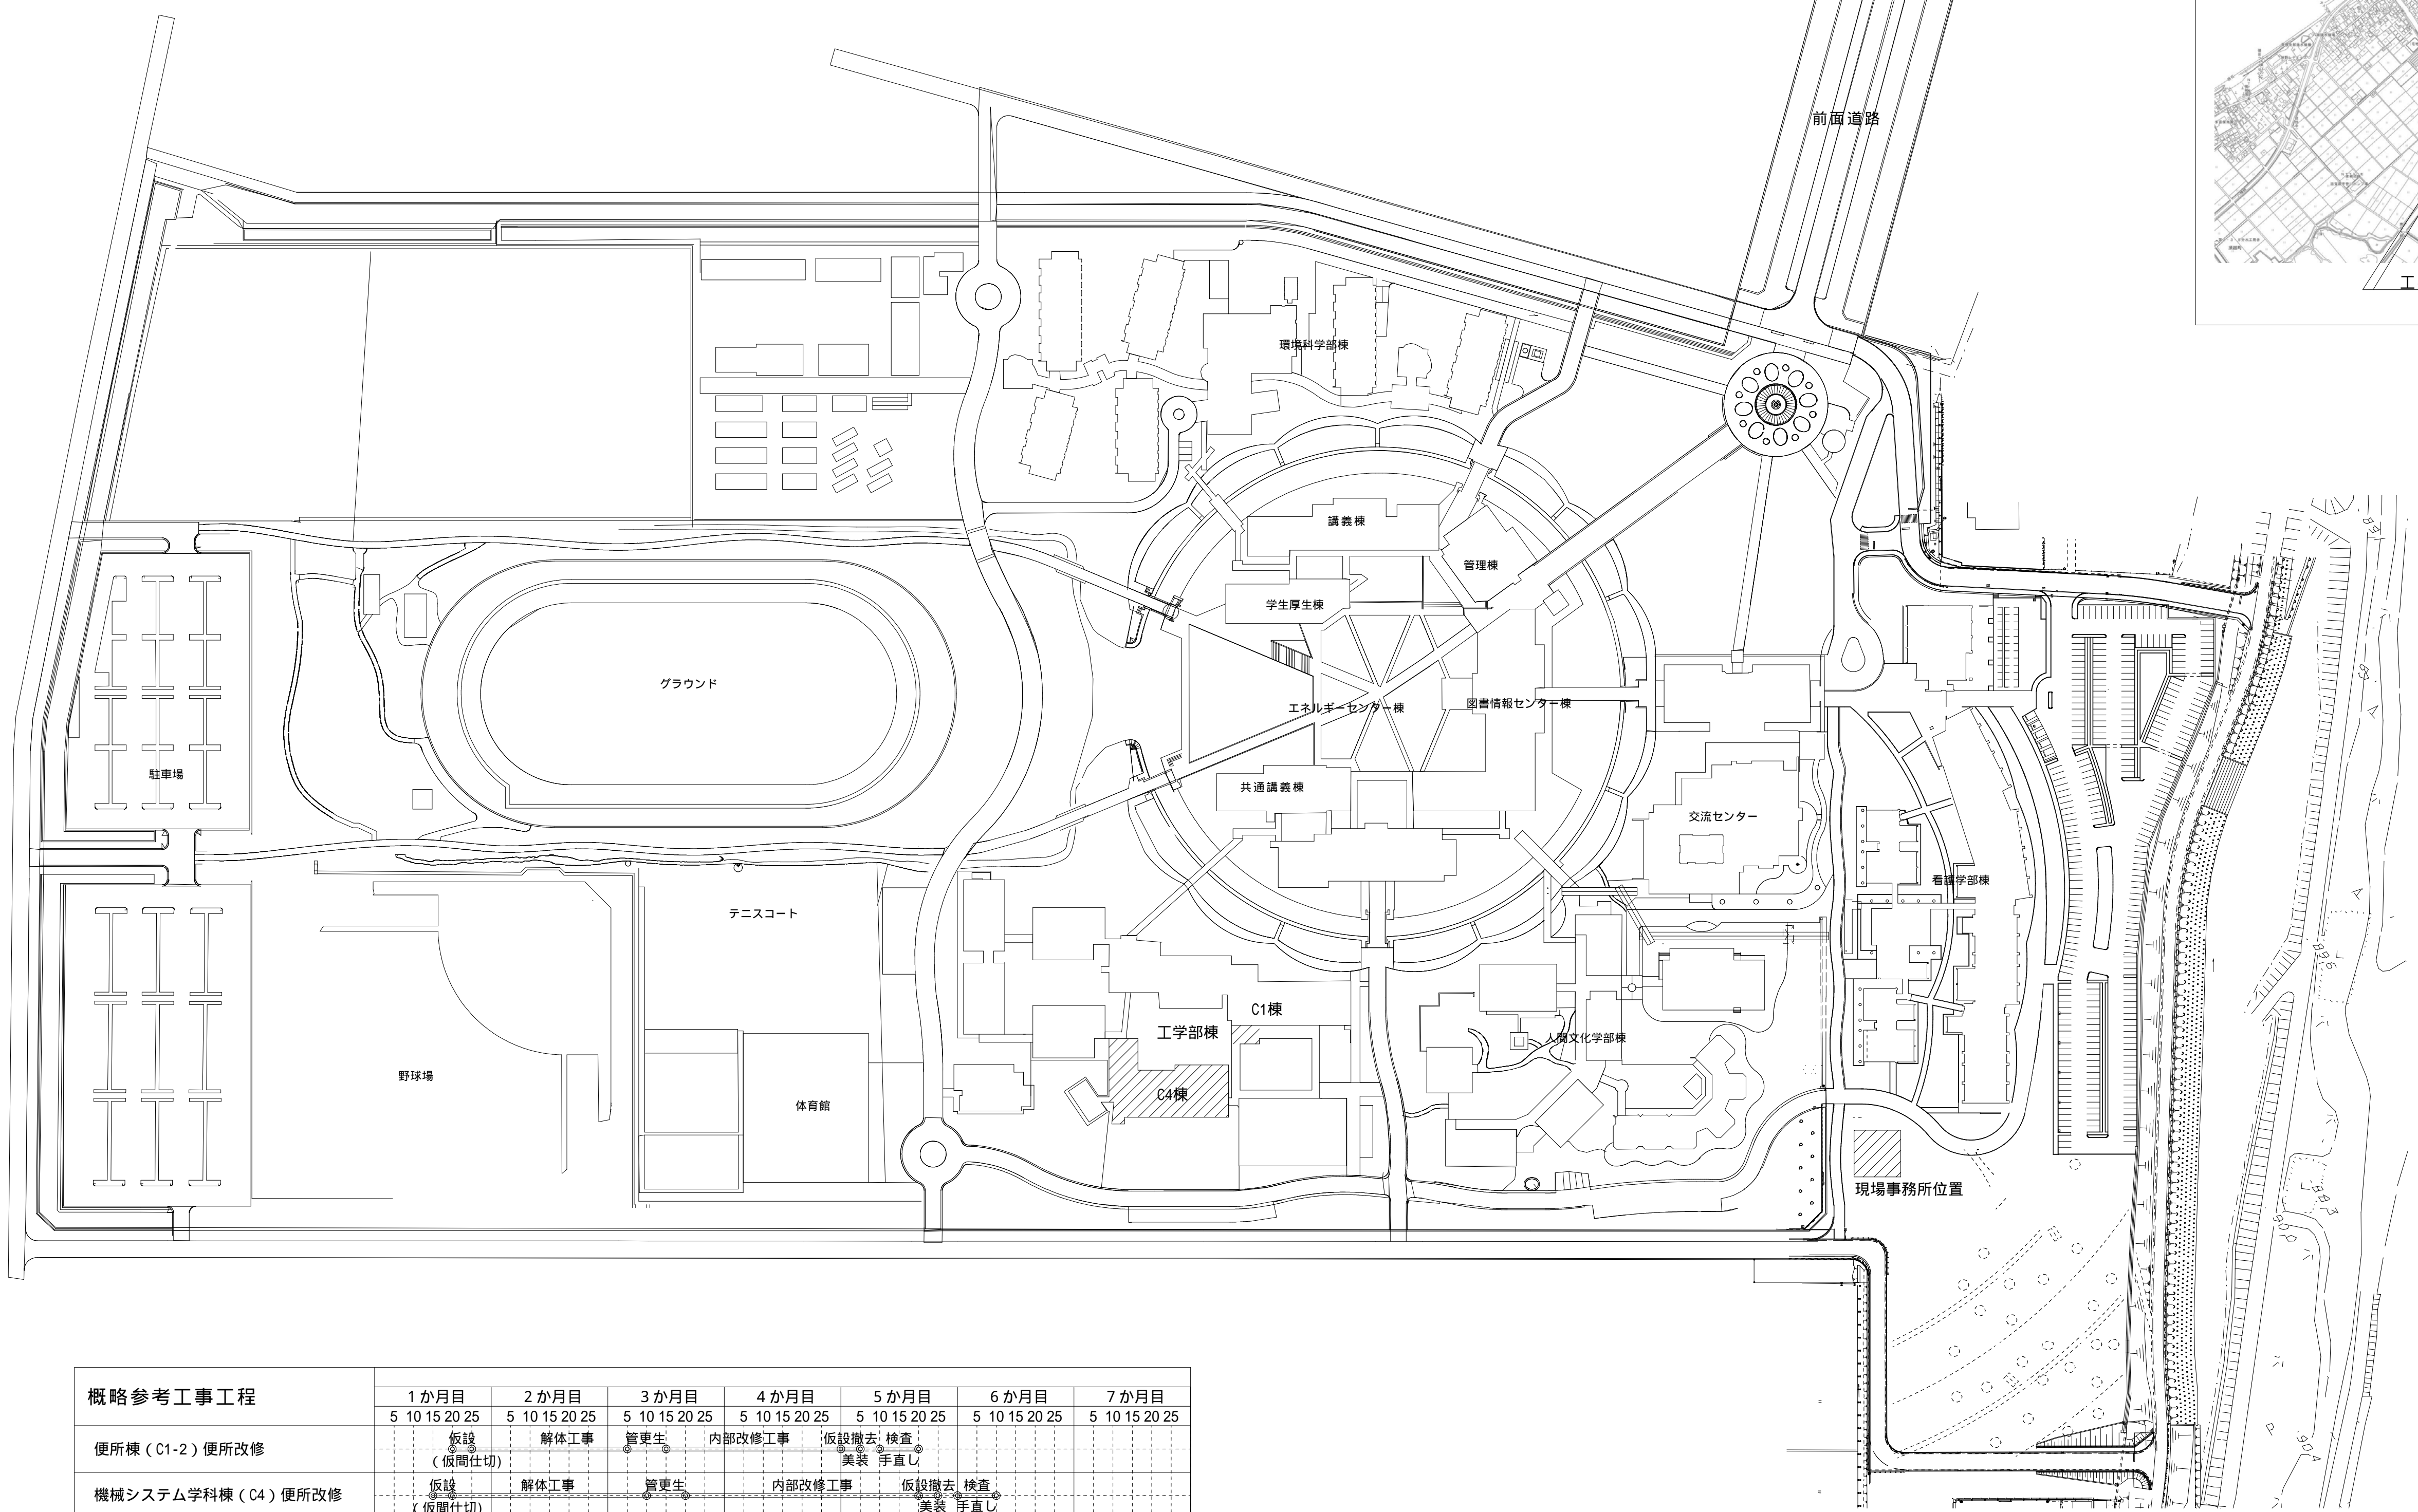 前面道路
工
環境科学部棟
講義棟
管理棟
学生厚生棟
グラウンド
エネルギーセンター棟
図書情報センター棟
駐車場
共通講義棟
交流センター
看護学部棟
テニスコート
C1棟
工学部棟
人間文化学部棟
野球場
C4棟
体育館
現場事務所位置
概略参考工事工程
1か月目 2か月目 3か月目 4か月目 5か月目 6か月目 7か月目
5 10 15 20 25 5 10 15 20 25 5 10 15 20 25 5 10 15 20 25 5 10 15 20 25 5 10 15 20 25 5 10 15 20 25
便所棟(C1-2)便所改修
仮設 解体工事 管更生 内部改修工事 仮設撤去 検査
(仮間仕切) 美装 手直し
機械システム学科棟(C4)便所改修
仮設 解体工事 管更生 内部改修工事 仮設撤去 検査
(仮間仕切) 美装 手直し